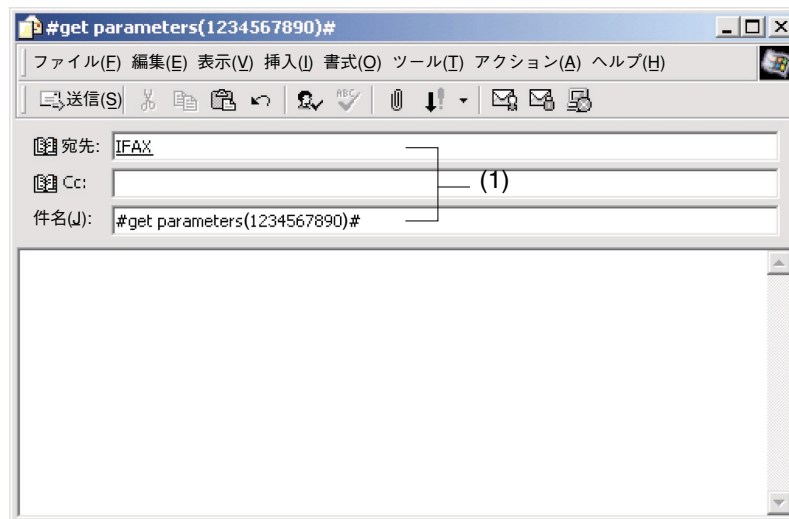 #get parameters(1234567890)#
ファイル(F) 編集(E) 表示(V) 挿入(I) 書式(O) ツール(T) アクション(A) ヘルプ(H)
送信(S) ABC
宛先: IFAX
(1)
Cc:
件名(J): #get parameters(1234567890)#